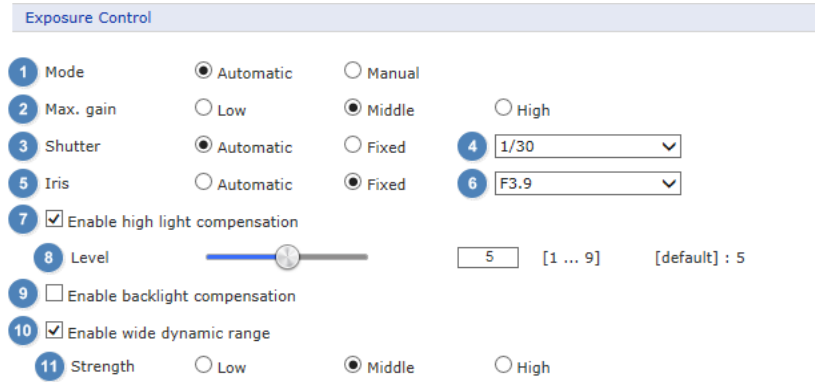 Exposure Control
1 Mode Automatic Manual
2 Max. gain Low Middle High
3 Shutter Automatic Fixed 4 1/30
5 Iris Automatic Fixed 6 F3.9
7 Enable high light compensation
8 Level 5 [1 ... 9] [default] : 5
9 Enable backlight compensation
10 Enable wide dynamic range
11 Strength Low Middle High